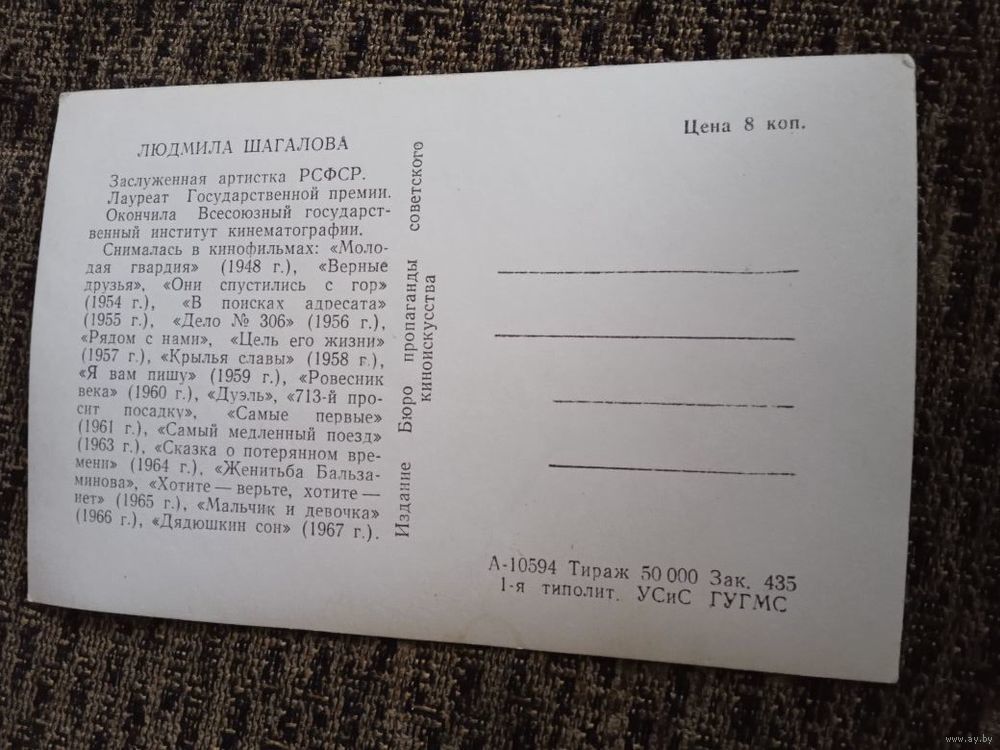 ЛЮДМИЛА ШАГАЛОВА
Заслуженная артистка РСФСР.
Лауреат Государственной премии.
Окончила Всесоюзный государст-
венный институт кинематографии.
Снималась в кинофильмах: «Моло-
дая гвардия» (1948 г.), «Верные
друзья», «Они спустились с гор»
(1954 г.), «В поисках адресата»
(1955 г.), «Дело № 306» (1956 г.),
«Рядом с нами», «Цель его жизни»
(1957 г.), «Крылья славы» (1958 г.),
«Я вам пишу» (1959 г.), «Ровесник
века» (1960 г.), «Дуэль», «713-й про-
сит посадку», «Самые первые»
(1961 г.), «Самый медленный поезд»
(1963 г.), «Сказка о потерянном вре-
мени» (1964 г.), «Женитьба Бальза-
минова», «Хотите — верьте, хотите —
нет» (1965 г.), «Мальчик и девочка»
(1966 г.), «Дядюшкин сон» (1967 г.).
Издание Бюро пропаганды советского
киноискусства
Цена 8 коп.
А-10594 Тираж 50 000 Зак. 435
1-я типолит. УСиС ГУГМС
www.ay.by